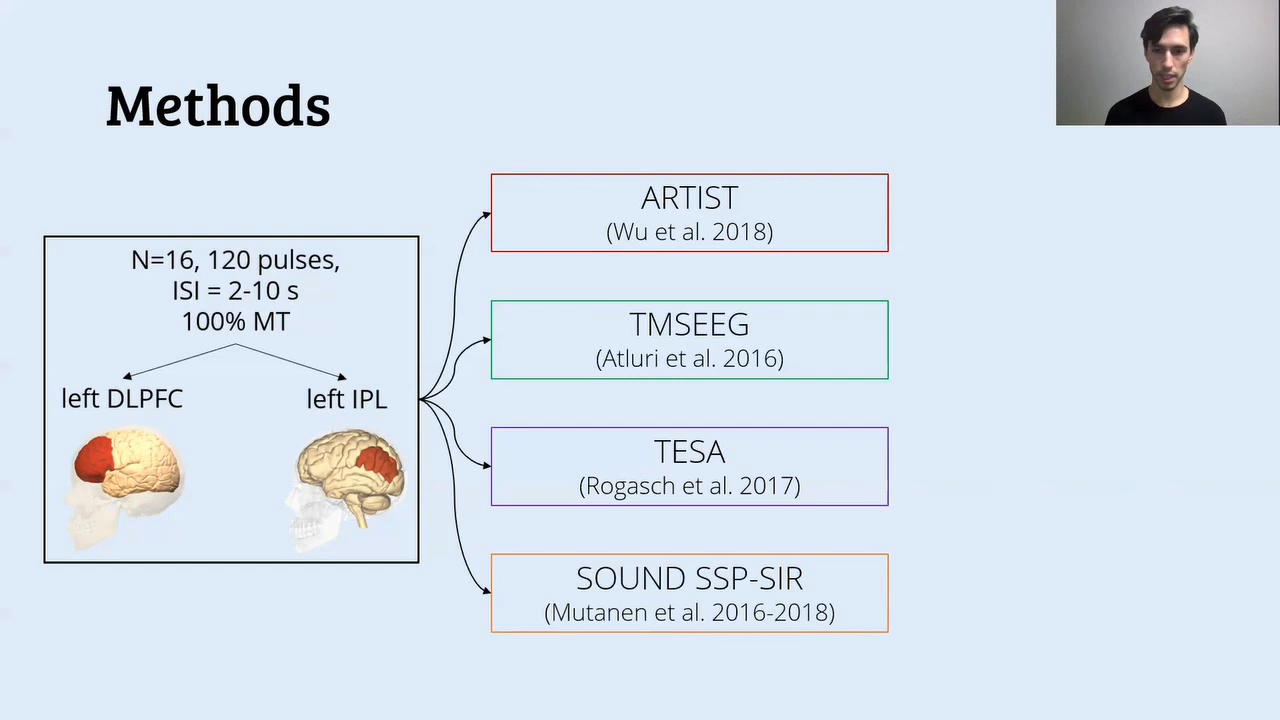 Methods
N=16, 120 pulses,
ISI = 2-10 s
100% MT
left DLPFC
left IPL
ARTIST
(Wu et al. 2018)
TMSEEG
(Atluri et al. 2016)
TESA
(Rogasch et al. 2017)
SOUND SSP-SIR
(Mutanen et al. 2016-2018)